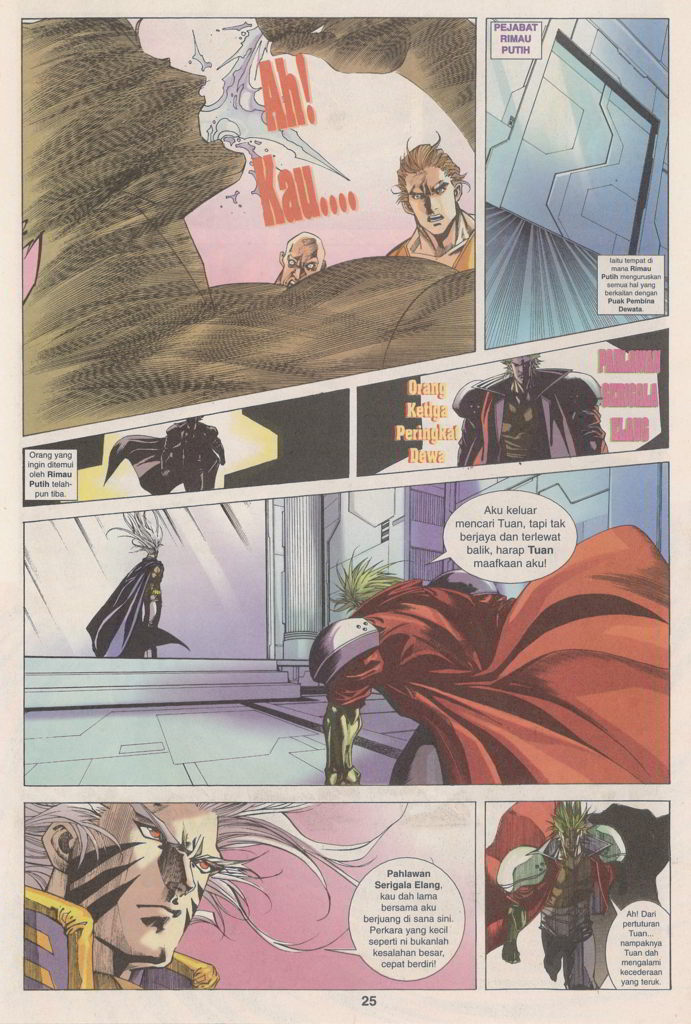 Ah!
Kau....
PEJABAT
RIMAU
PUTIH
Iaitu tempat di
mana Rimau
Putih menguruskan
semua hal yang
berkaitan dengan
Puak Pembina
Dewata.
Orang yang
ingin ditemui
oleh Rimau
Putih telah-
pun tiba.
Orang
Ketiga
Peringkat
Dewa
PAHLAWAN
SERIGALA
ELANG
Aku keluar
mencari Tuan, tapi tak
berjaya dan terlewat
balik, harap Tuan
maafkan aku!
Pahlawan
Serigala Elang,
kau dah lama
bersama aku
berjuang di sana sini.
Perkara yang kecil
seperti ni bukanlah
kesalahan besar,
cepat berdiri!
Ah! Dari
pertuturan
Tuan...
nampaknya
Tuan dah
mengalami
kecederaan
yang teruk.
25